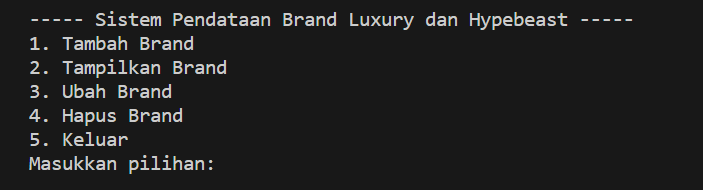 ----- Sistem Pendataan Brand Luxury dan Hypebeast -----
1. Tambah Brand
2. Tampilkan Brand
3. Ubah Brand
4. Hapus Brand
5. Keluar
Masukkan pilihan: